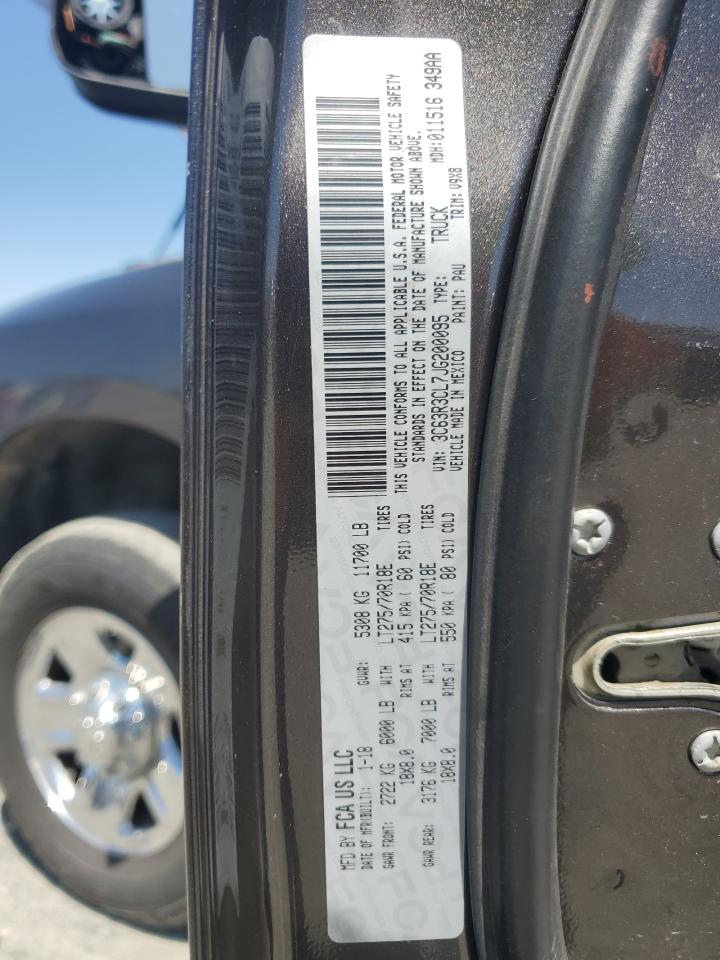 MFD BY FCA US LLC
DATE OF MFR(BUILT): 1-18 GVWR: 5308 KG 11700 LB
GAWR FRONT: 2722 KG 6000 LB WITH LT275/70R18E TIRES
18X8.0 RIMS AT 415 KPA ( 60 PSI) COLD
GAWR REAR: 3176 KG 7000 LB WITH LT275/70R18E TIRES
18X8.0 RIMS AT 550 KPA ( 80 PSI) COLD
THIS VEHICLE CONFORMS TO ALL APPLICABLE U.S.A. FEDERAL MOTOR VEHICLE SAFETY
STANDARDS IN EFFECT ON THE DATE OF MANUFACTURE SHOWN ABOVE.
VIN: 3C63R3CL7JG200095 TYPE: TRUCK MDH:011516 349AA
VEHICLE MADE IN MEXICO PAINT: PAU TRIM: V9X8